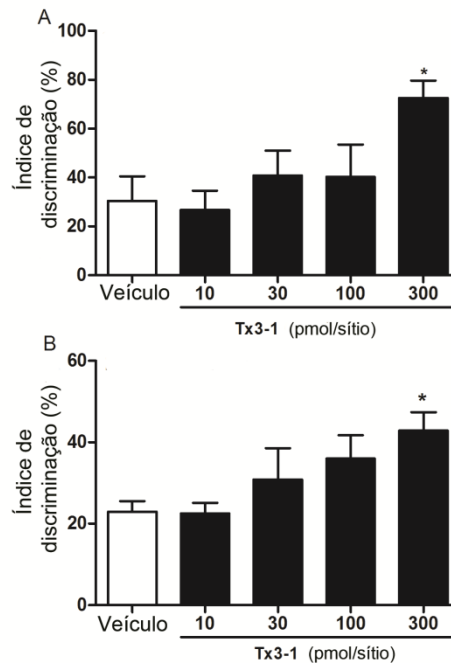 A
Índice de
discriminação (%)
100
80
60
40
20
0
*
Veículo 10 30 100 300
Tx3-1 (pmol/sítio)
B
Índice de
discriminação (%)
60
40
20
0
*
Veículo 10 30 100 300
Tx3-1 (pmol/sítio)